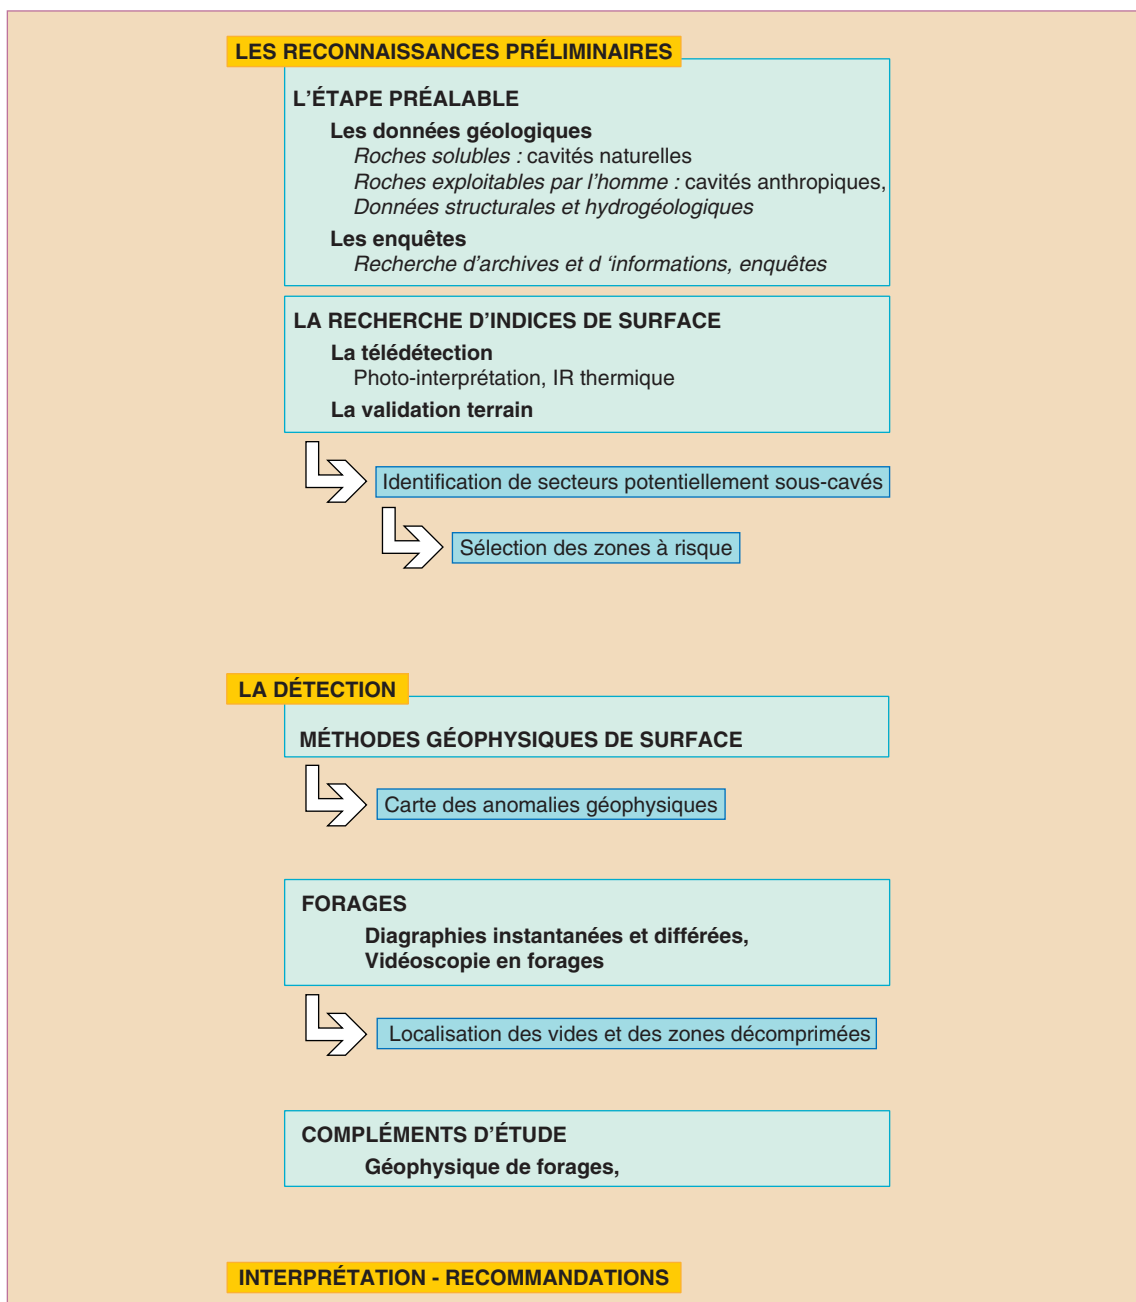 LES RECONNAISSANCES PRÉLIMINAIRES
L'ÉTAPE PRÉALABLE
Les données géologiques
Roches solubles : cavités naturelles
Roches exploitables par l'homme : cavités anthropiques,
Données structurales et hydrogéologiques
Les enquêtes
Recherche d'archives et d 'informations, enquêtes
LA RECHERCHE D'INDICES DE SURFACE
La télédétection
Photo-interprétation, IR thermique
La validation terrain
Identification de secteurs potentiellement sous-cavés
Sélection des zones à risque
LA DÉTECTION
MÉTHODES GÉOPHYSIQUES DE SURFACE
Carte des anomalies géophysiques
FORAGES
Diagraphies instantanées et différées,
Vidéoscopie en forages
Localisation des vides et des zones décomprimées
COMPLÉMENTS D'ÉTUDE
Géophysique de forages,
INTERPRÉTATION - RECOMMANDATIONS